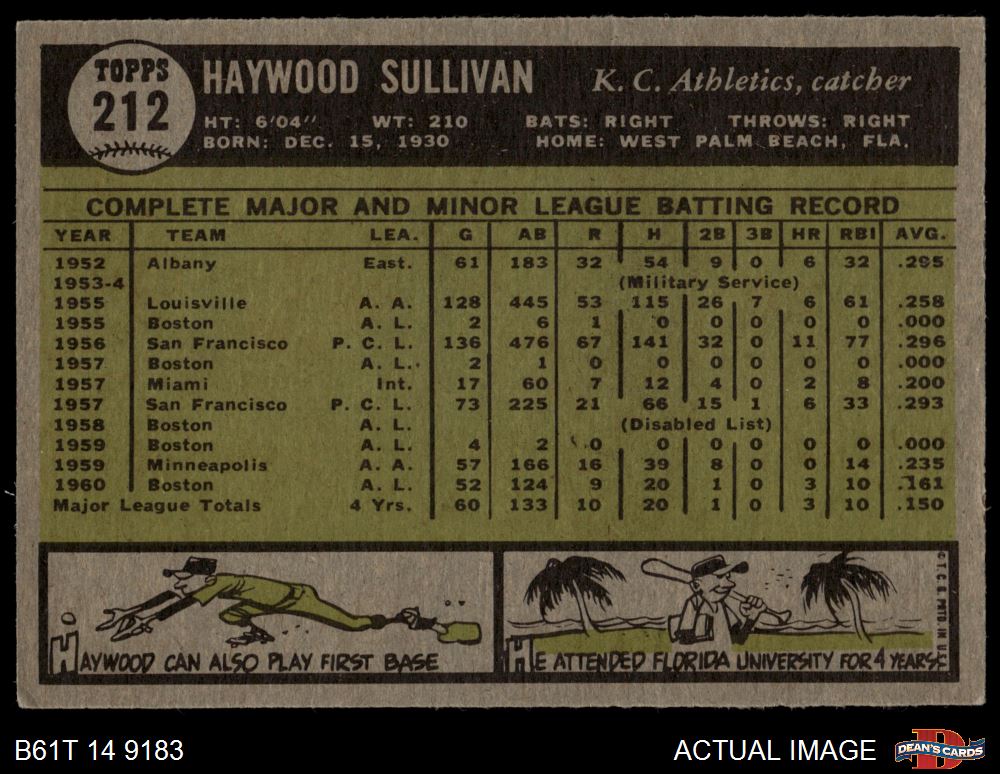 TOPPS
212
HAYWOOD SULLIVAN K. C. Athletics, catcher
HT: 6'04" WT: 210 BATS: RIGHT THROWS: RIGHT
BORN: DEC. 15, 1930 HOME: WEST PALM BEACH, FLA.
COMPLETE MAJOR AND MINOR LEAGUE BATTING RECORD
YEAR TEAM LEA. G AB R H 2B 3B HR RBI AVG.
1952 Albany East. 61 183 32 54 9 0 6 32 .295
1953-4 (Military Service)
1955 Louisville A. A. 128 445 53 115 26 7 6 61 .258
1955 Boston A. L. 2 6 1 0 0 0 0 0 .000
1956 San Francisco P. C. L. 136 476 67 141 32 0 11 77 .296
1957 Boston A. L. 2 1 0 0 0 0 0 0 .000
1957 Miami Int. 17 60 7 12 4 0 2 8 .200
1957 San Francisco P. C. L. 73 225 21 66 15 1 6 33 .293
1958 Boston A. L. (Disabled List)
1959 Boston A. L. 4 2 0 0 0 0 0 0 .000
1959 Minneapolis A. A. 57 166 16 39 8 0 0 14 .235
1960 Boston A. L. 52 124 9 20 1 0 3 10 .161
Major League Totals 4 Yrs. 60 133 10 20 1 0 3 10 .150
HAYWOOD CAN ALSO PLAY FIRST BASE
HE ATTENDED FLORIDA UNIVERSITY FOR 4 YEARS.
© T. C. G. PRTD. IN U.S.A.
B61T 14 9183
ACTUAL IMAGE
D
DEAN'S CARDS